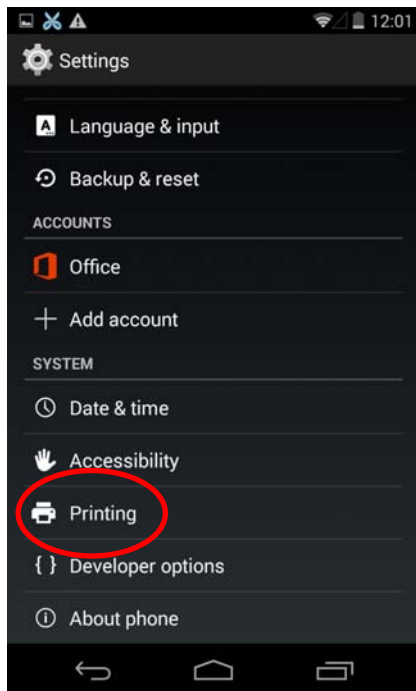 12:01
Settings
Language & input
Backup & reset
ACCOUNTS
Office
Add account
SYSTEM
Date & time
Accessibility
Printing
{ } Developer options
About phone